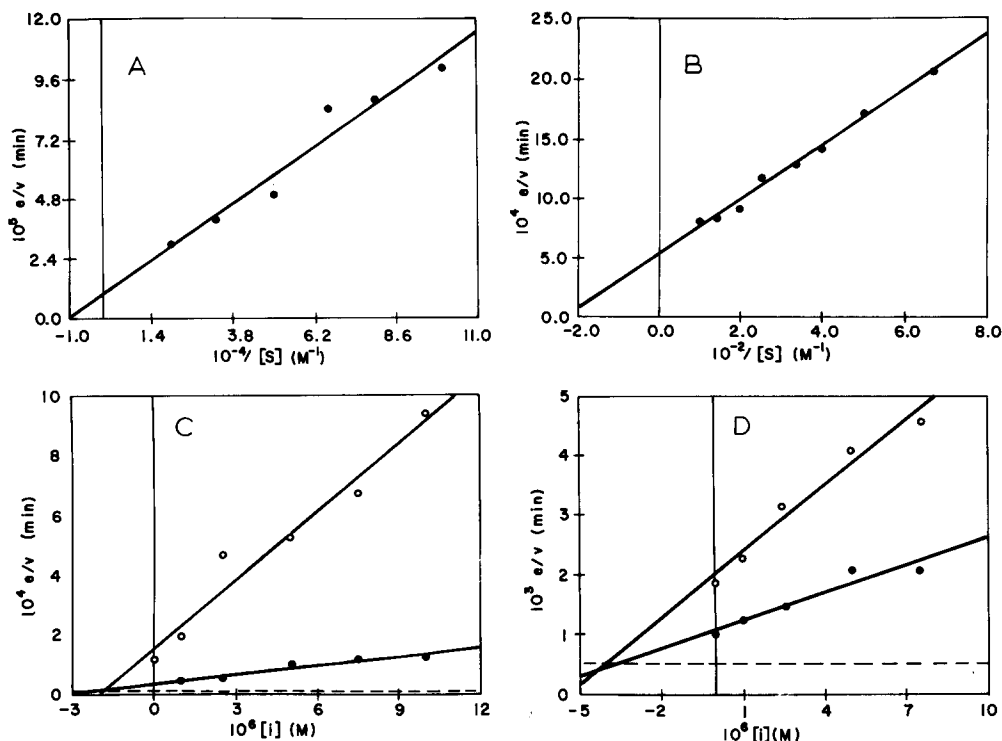 A
12.0
9.6
7.2
4.8
2.4
0.0
10⁵ e/v (min)
-1.0 1.4 3.8 6.2 8.6 11.0
10⁻⁴/ [S] (M⁻¹)
B
25.0
20.0
15.0
10.0
5.0
0.0
10⁴ e/v (min)
-2.0 0.0 2.0 4.0 6.0 8.0
10⁻²/ [S] (M⁻¹)
C
10
8
6
4
2
0
10⁴ e/v (min)
-3 0 3 6 9 12
10⁶ [i] (M)
D
5
4
3
2
1
0
10³ e/v (min)
-5 -2 1 4 7 10
10⁶ [i](M)